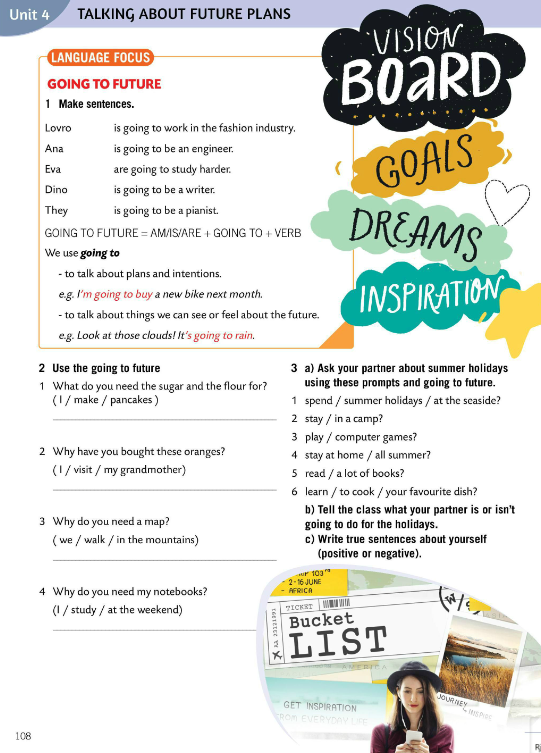 Unit 4
TALKING ABOUT FUTURE PLANS
LANGUAGE FOCUS
GOING TO FUTURE
1 Make sentences.
Lovro is going to work in the fashion industry.
Ana is going to be an engineer.
Eva are going to study harder.
Dino is going to be a writer.
They is going to be a pianist.
GOING TO FUTURE = AM/IS/ARE + GOING TO + VERB
We use going to
- to talk about plans and intentions.
e.g. I'm going to buy a new bike next month.
- to talk about things we can see or feel about the future.
e.g. Look at those clouds! It's going to rain.
VISION
BOARD
GOALS
DREAMS
INSPIRATION
2 Use the going to future
1 What do you need the sugar and the flour for?
( I / make / pancakes )
2 Why have you bought these oranges?
(I / visit / my grandmother)
3 Why do you need a map?
( we / walk / in the mountains)
4 Why do you need my notebooks?
(I / study / at the weekend)
3 a) Ask your partner about summer holidays
using these prompts and going to future.
1 spend / summer holidays / at the seaside?
2 stay / in a camp?
3 play / computer games?
4 stay at home / all summer?
5 read / a lot of books?
6 learn / to cook / your favourite dish?
b) Tell the class what your partner is or isn't
going to do for the holidays.
c) Write true sentences about yourself
(positive or negative).
2-16 JUNE
- AFRICA
TICKET
Bucket
LIST
GET INSPIRATION
FROM EVERYDAY LIFE
JOURNEY
INSPIRE
108